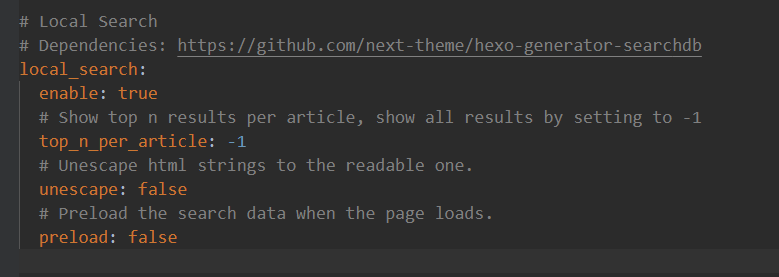 # Local Search
# Dependencies: https://github.com/next-theme/hexo-generator-searchdb
local_search:
  enable: true
  # Show top n results per article, show all results by setting to -1
  top_n_per_article: -1
  # Unescape html strings to the readable one.
  unescape: false
  # Preload the search data when the page loads.
  preload: false